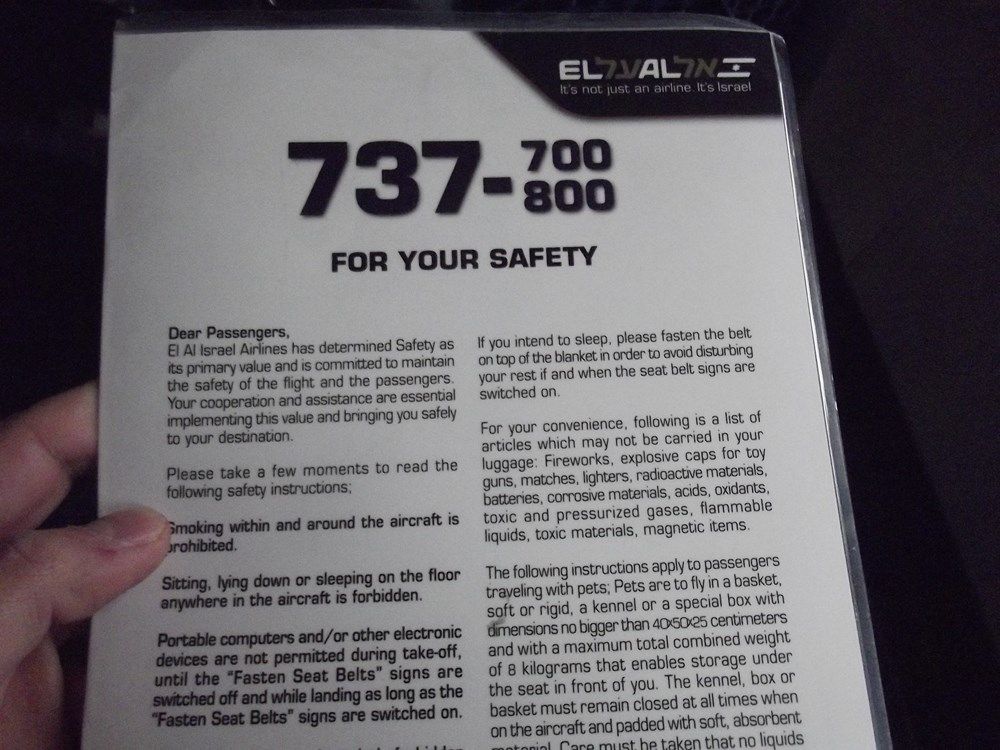 ELאלעלAL
It's not just an airline. It's Israel
737-700
800
FOR YOUR SAFETY
Dear Passengers,
El Al Israel Airlines has determined Safety as
its primary value and is committed to maintain
the safety of the flight and the passengers.
Your cooperation and assistance are essential
implementing this value and bringing you safely
to your destination.
Please take a few moments to read the
following safety instructions;
Smoking within and around the aircraft is
prohibited.
Sitting, lying down or sleeping on the floor
anywhere in the aircraft is forbidden.
Portable computers and/or other electronic
devices are not permitted during take-off,
until the "Fasten Seat Belts" signs are
switched off and while landing as long as the
"Fasten Seat Belts" signs are switched on.
If you intend to sleep, please fasten the belt
on top of the blanket in order to avoid disturbing
your rest if and when the seat belt signs are
switched on.
For your convenience, following is a list of
articles which may not be carried in your
luggage: Fireworks, explosive caps for toy
guns, matches, lighters, radioactive materials,
batteries, corrosive materials, acids, oxidants,
toxic and pressurized gases, flammable
liquids, toxic materials, magnetic items.
The following instructions apply to passengers
traveling with pets; Pets are to fly in a basket,
soft or rigid, a kennel or a special box with
dimensions no bigger than 40x50x25 centimeters
and with a maximum total combined weight
of 8 kilograms that enables storage under
the seat in front of you. The kennel, box or
basket must remain closed at all times when
on the aircraft and padded with soft, absorbent
material. Care must be taken that no liquids